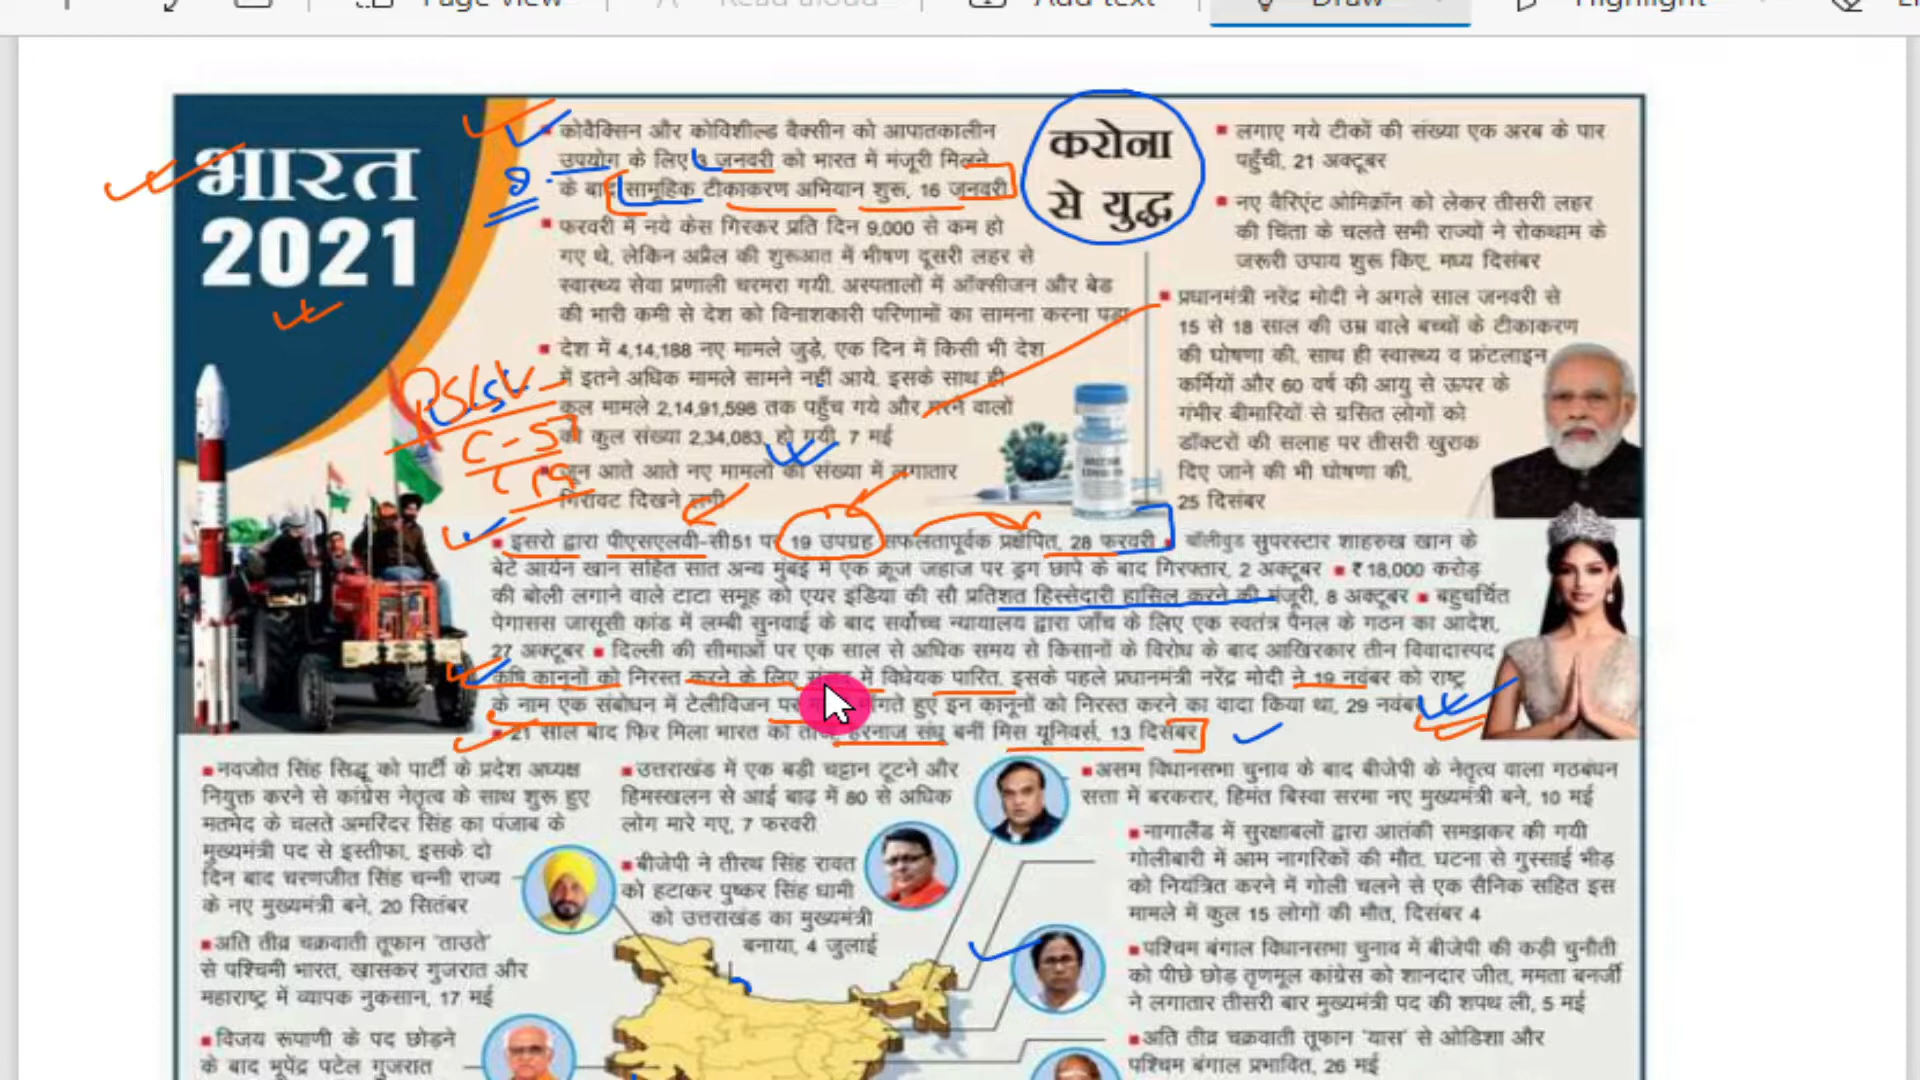 Page view
Read aloud
Add text
Draw
Highlight
भारत
2021
कोवैक्सिन और कोविशील्ड वैक्सीन को आपातकालीन
उपयोग के लिए 3 जनवरी को भारत में मंजूरी मिलने
के बाद सामूहिक टीकाकरण अभियान शुरू, 16 जनवरी
फरवरी में नये केस गिरकर प्रति दिन 9,000 से कम हो
गए थे, लेकिन अप्रैल की शुरूआत में भीषण दूसरी लहर से
स्वास्थ्य सेवा प्रणाली चरमरा गयी. अस्पतालों में ऑक्सीजन और बेड
की भारी कमी से देश को विनाशकारी परिणामों का सामना करना पड़ा
देश में 4,14,188 नए मामले जुड़े, एक दिन में किसी भी देश
में इतने अधिक मामले सामने नहीं आये. इसके साथ ही
कुल मामले 2,14,91,598 तक पहुँच गये और मरने वालों
की कुल संख्या 2,34,083 हो गयी, 7 मई
जून आते आते नए मामलों की संख्या में लगातार
गिरावट दिखने लगी
PSLV
C-51
19
करोना
से युद्ध
लगाए गये टीकों की संख्या एक अरब के पार
पहुँची, 21 अक्टूबर
नए वैरिएंट ओमिक्रॉन को लेकर तीसरी लहर
की चिंता के चलते सभी राज्यों ने रोकथाम के
जरूरी उपाय शुरू किए, मध्य दिसंबर
प्रधानमंत्री नरेंद्र मोदी ने अगले साल जनवरी से
15 से 18 साल की उम्र वाले बच्चों के टीकाकरण
की घोषणा की, साथ ही स्वास्थ्य व फ्रंटलाइन
कर्मियों और 60 वर्ष की आयु से ऊपर के
गंभीर बीमारियों से ग्रसित लोगों को
डॉक्टरों की सलाह पर तीसरी खुराक
दिए जाने की भी घोषणा की,
25 दिसंबर
इसरो द्वारा पीएसएलवी-सी51 पर 19 उपग्रह सफलतापूर्वक प्रक्षेपित, 28 फरवरी ▪ बॉलीवुड सुपरस्टार शाहरुख खान के
बेटे आर्यन खान सहित सात अन्य मुंबई में एक क्रूज जहाज पर ड्रग छापे के बाद गिरफ्तार, 2 अक्टूबर ▪ ₹18,000 करोड़
की बोली लगाने वाले टाटा समूह को एयर इंडिया की सौ प्रतिशत हिस्सेदारी हासिल करने की मंजूरी, 8 अक्टूबर ▪ बहुचर्चित
पेगासस जासूसी कांड में लम्बी सुनवाई के बाद सर्वोच्च न्यायालय द्वारा जाँच के लिए एक स्वतंत्र पैनल के गठन का आदेश,
27 अक्टूबर ▪ दिल्ली की सीमाओं पर एक साल से अधिक समय से किसानों के विरोध के बाद आखिरकार तीन विवादास्पद
कृषि कानूनों को निरस्त करने के लिए में विधेयक पारित. इसके पहले प्रधानमंत्री नरेंद्र मोदी ने 19 नवंबर को राष्ट्र
के नाम एक संबोधन में टेलीविजन पर हुए इन कानूनों को निरस्त करने का वादा किया था, 29 नवंबर
21 साल बाद फिर मिला भारत को हरनाज संधू बनीं मिस यूनिवर्स, 13 दिसंबर
▪नवजोत सिंह सिद्धू को पार्टी के प्रदेश अध्यक्ष
नियुक्त करने से कांग्रेस नेतृत्व के साथ शुरू हुए
मतभेद के चलते अमरिंदर सिंह का पंजाब के
मुख्यमंत्री पद से इस्तीफा, इसके दो
दिन बाद चरणजीत सिंह चन्नी राज्य
के नए मुख्यमंत्री बने, 20 सितंबर
▪अति तीव्र चक्रवाती तूफान 'ताउते'
से पश्चिमी भारत, खासकर गुजरात और
महाराष्ट्र में व्यापक नुकसान, 17 मई
▪विजय रूपाणी के पद छोड़ने
के बाद भूपेंद्र पटेल गुजरात
▪उत्तराखंड में एक बड़ी चट्टान टूटने और
हिमस्खलन से आई बाढ़ में 80 से अधिक
लोग मारे गए, 7 फरवरी
▪बीजेपी ने तीरथ सिंह रावत
को हटाकर पुष्कर सिंह धामी
को उत्तराखंड का मुख्यमंत्री
बनाया, 4 जुलाई
▪असम विधानसभा चुनाव के बाद बीजेपी के नेतृत्व वाला गठबंधन
सत्ता में बरकरार, हिमंत बिस्वा सरमा नए मुख्यमंत्री बने, 10 मई
▪नागालैंड में सुरक्षाबलों द्वारा आतंकी समझकर की गयी
गोलीबारी में आम नागरिकों की मौत. घटना से गुस्साई भीड़
को नियंत्रित करने में गोली चलने से एक सैनिक सहित इस
मामले में कुल 15 लोगों की मौत, दिसंबर 4
▪पश्चिम बंगाल विधानसभा चुनाव में बीजेपी की कड़ी चुनौती
को पीछे छोड़ तृणमूल कांग्रेस को शानदार जीत, ममता बनर्जी
ने लगातार तीसरी बार मुख्यमंत्री पद की शपथ ली, 5 मई
▪अति तीव्र चक्रवाती तूफान 'यास' से ओडिशा और
पश्चिम बंगाल प्रभावित, 26 मई